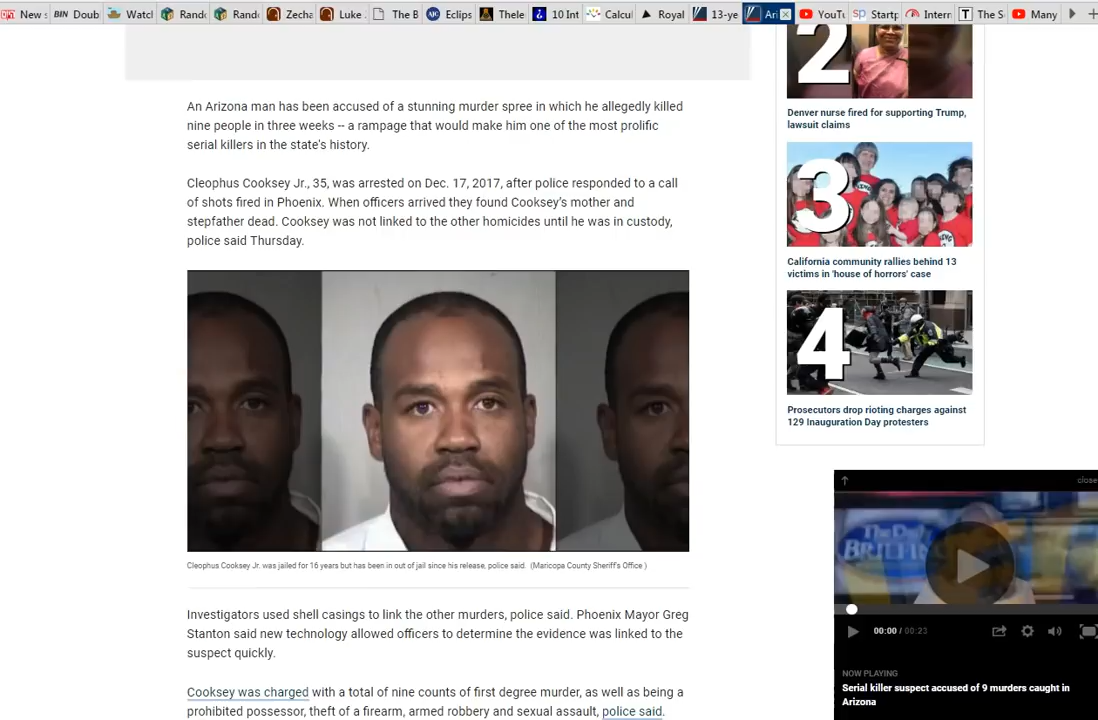 New s
BIN Doub
Watcl
Rando
Rand
Zecha
Luke
The B
AJC Eclips
Thele
10 Int
Calcul
Royal
13-ye
Ari
YouTu
sp Startp
Intern
T The S
Many
An Arizona man has been accused of a stunning murder spree in which he allegedly killed
nine people in three weeks -- a rampage that would make him one of the most prolific
serial killers in the state's history.
Cleophus Cooksey Jr., 35, was arrested on Dec. 17, 2017, after police responded to a call
of shots fired in Phoenix. When officers arrived they found Cooksey's mother and
stepfather dead. Cooksey was not linked to the other homicides until he was in custody,
police said Thursday.
Cleophus Cooksey Jr. was jailed for 16 years but has been in out of jail since his release, police said. (Maricopa County Sheriff's Office )
Investigators used shell casings to link the other murders, police said. Phoenix Mayor Greg
Stanton said new technology allowed officers to determine the evidence was linked to the
suspect quickly.
Cooksey was charged with a total of nine counts of first degree murder, as well as being a
prohibited possessor, theft of a firearm, armed robbery and sexual assault, police said.
2
Denver nurse fired for supporting Trump,
lawsuit claims
3
California community rallies behind 13
victims in 'house of horrors' case
4
Prosecutors drop rioting charges against
129 Inauguration Day protesters
close
The Daily
BRIEFIN
00:00 / 00:23
NOW PLAYING
Serial killer suspect accused of 9 murders caught in
Arizona